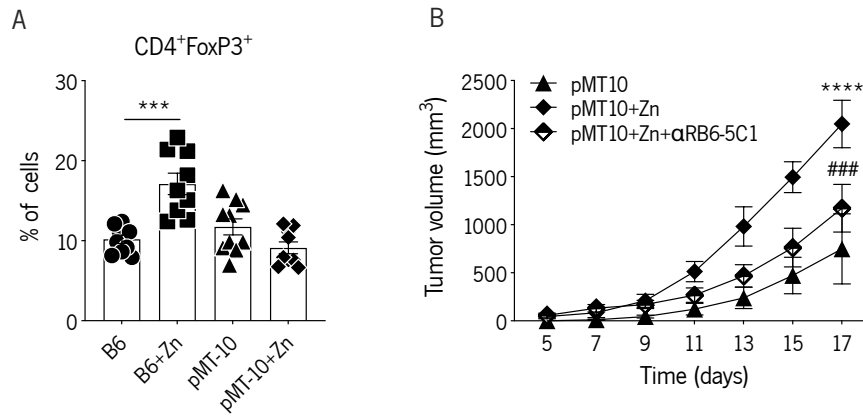 A
CD4⁺FoxP3⁺
30
20
10
0
% of cells
***
B6
B6+Zn
pMT-10
pMT-10+Zn
B
pMT10
pMT10+Zn
pMT10+Zn+αRB6-5C1
2500
2000
1500
1000
500
0
Tumor volume (mm³)
****
###
5 7 9 11 13 15 17
Time (days)